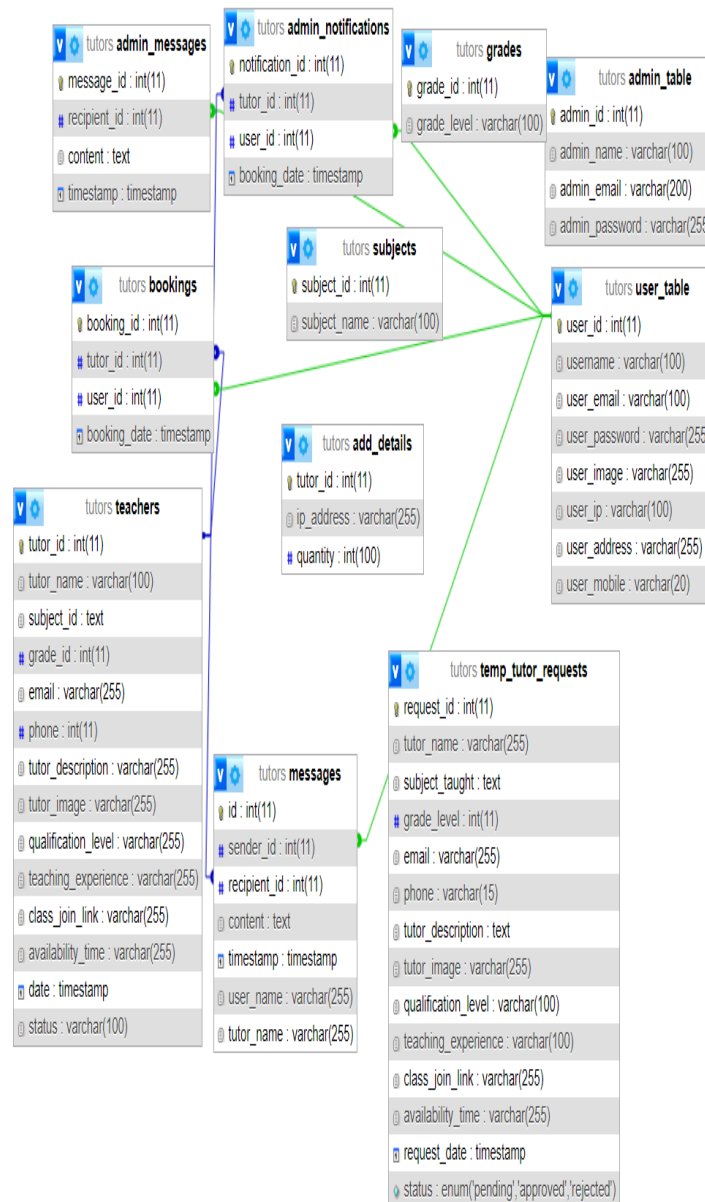 V tutors admin_messages
message_id : int(11)
# recipient_id : int(11)
content : text
timestamp : timestamp
V tutors admin_notifications
notification_id : int(11)
# tutor_id : int(11)
# user_id : int(11)
booking_date : timestamp
V tutors grades
grade_id : int(11)
grade_level : varchar(100)
V tutors admin_table
admin_id : int(11)
admin_name : varchar(100)
admin_email : varchar(200)
admin_password : varchar(255
V tutors subjects
subject_id : int(11)
subject_name : varchar(100)
V tutors bookings
booking_id : int(11)
# tutor_id : int(11)
# user_id : int(11)
booking_date : timestamp
V tutors user_table
user_id : int(11)
username : varchar(100)
user_email : varchar(100)
user_password : varchar(255
user_image : varchar(255)
user_ip : varchar(100)
user_address : varchar(255)
user_mobile : varchar(20)
V tutors add_details
tutor_id : int(11)
ip_address : varchar(255)
# quantity : int(100)
V tutors teachers
tutor_id : int(11)
tutor_name : varchar(100)
subject_id : text
# grade_id : int(11)
email : varchar(255)
# phone : int(11)
tutor_description : varchar(255)
tutor_image : varchar(255)
qualification_level : varchar(255)
teaching_experience : varchar(255)
class_join_link : varchar(255)
availability_time : varchar(255)
date : timestamp
status : varchar(100)
V tutors messages
id : int(11)
# sender_id : int(11)
# recipient_id : int(11)
content : text
timestamp : timestamp
user_name : varchar(255)
tutor_name : varchar(255)
V tutors temp_tutor_requests
request_id : int(11)
tutor_name : varchar(255)
subject_taught : text
# grade_level : int(11)
email : varchar(255)
phone : varchar(15)
tutor_description : text
tutor_image : varchar(255)
qualification_level : varchar(100)
teaching_experience : varchar(100)
class_join_link : varchar(255)
availability_time : varchar(255)
request_date : timestamp
status : enum('pending','approved','rejected')